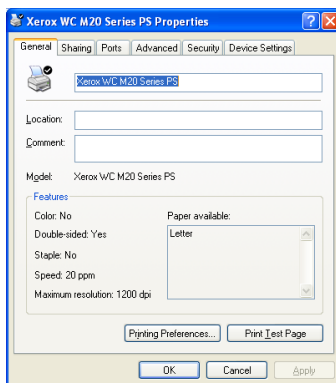 Xerox WC M20 Series PS Properties
General Sharing Ports Advanced Security Device Settings
Xerox WC M20 Series PS
Location:
Comment:
Model: Xerox WC M20 Series PS
Features
Color: No
Paper available:
Double-sided: Yes
Letter
Staple: No
Speed: 20 ppm
Maximum resolution: 1200 dpi
Printing Preferences... Print Test Page
OK Cancel Apply